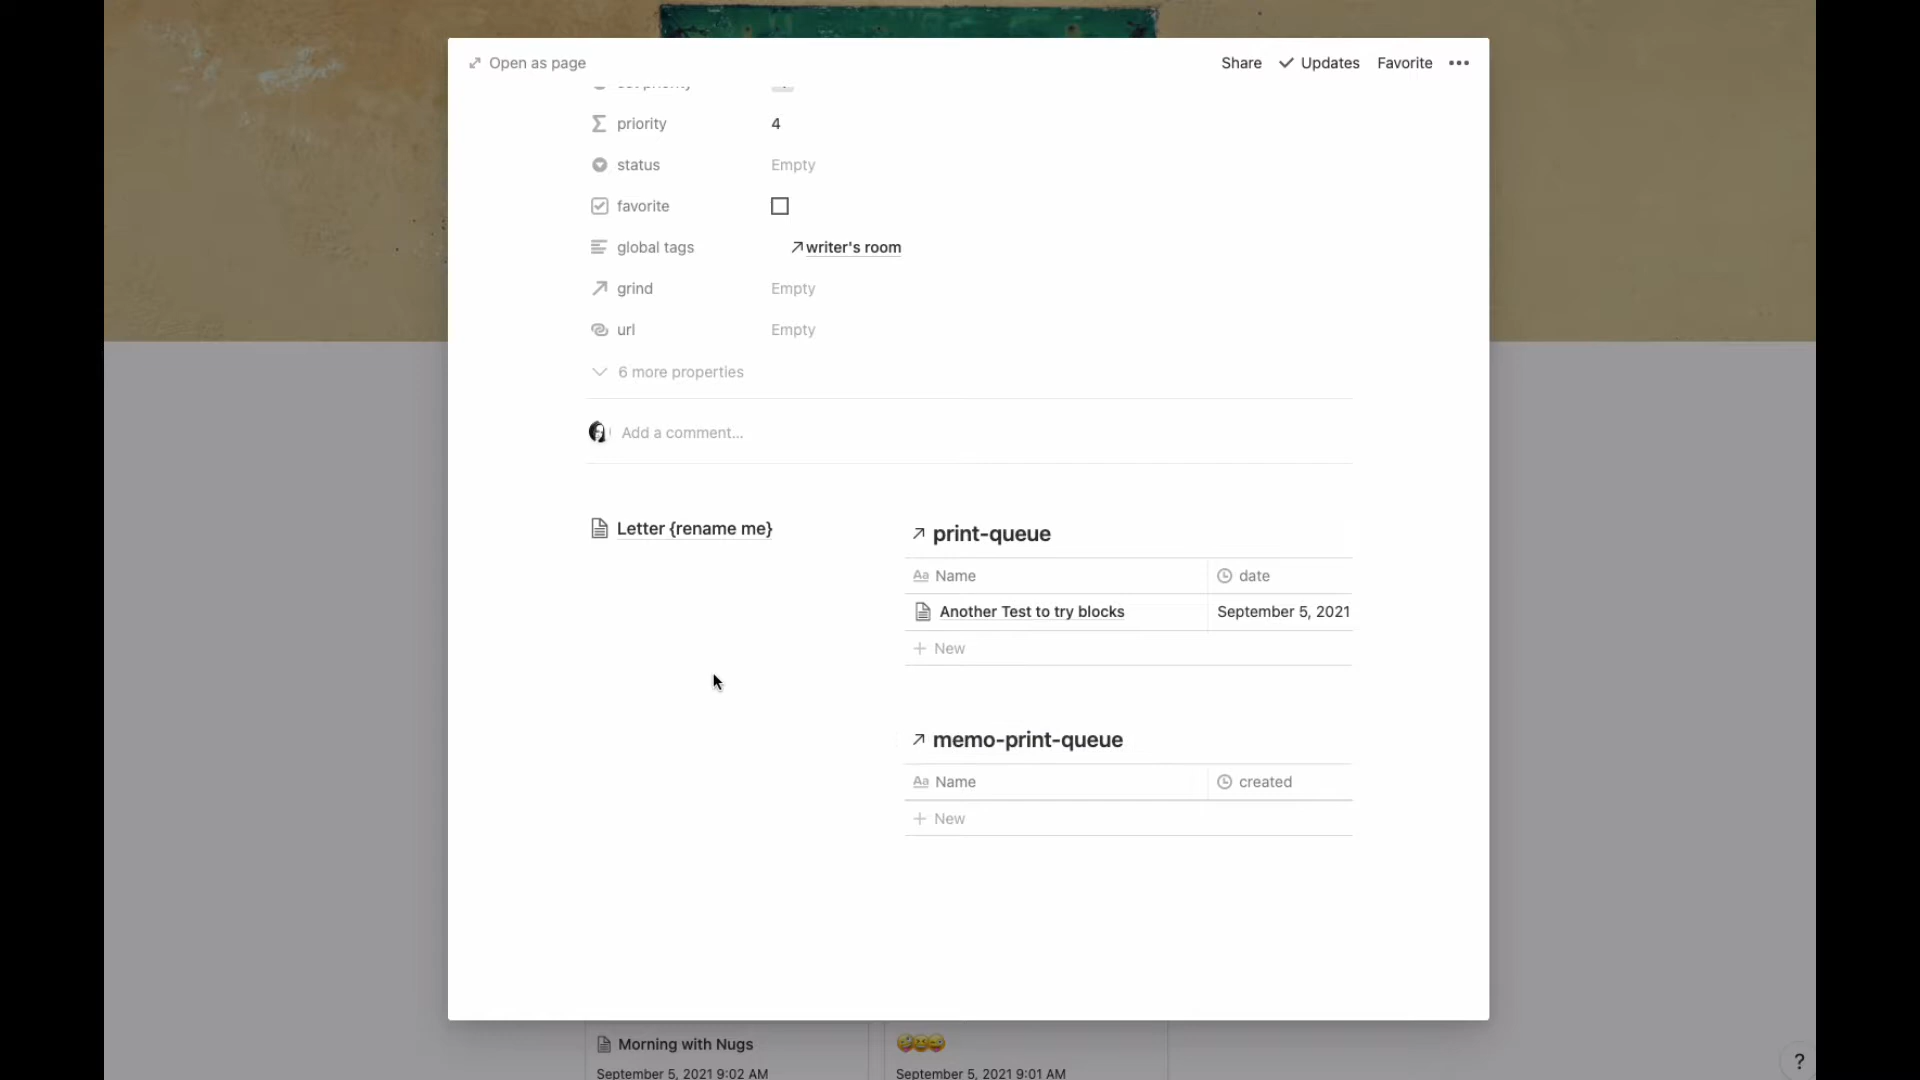 Open as page
Share
Updates
Favorite
priority
4
status
Empty
favorite
global tags
writer's room
grind
Empty
url
Empty
6 more properties
Add a comment...
Letter {rename me}
print-queue
Aa Name
date
Another Test to try blocks
September 5, 2021
+ New
memo-print-queue
Aa Name
created
+ New
Morning with Nugs
September 5, 2021 9:02 AM
September 5, 2021 9:01 AM
?